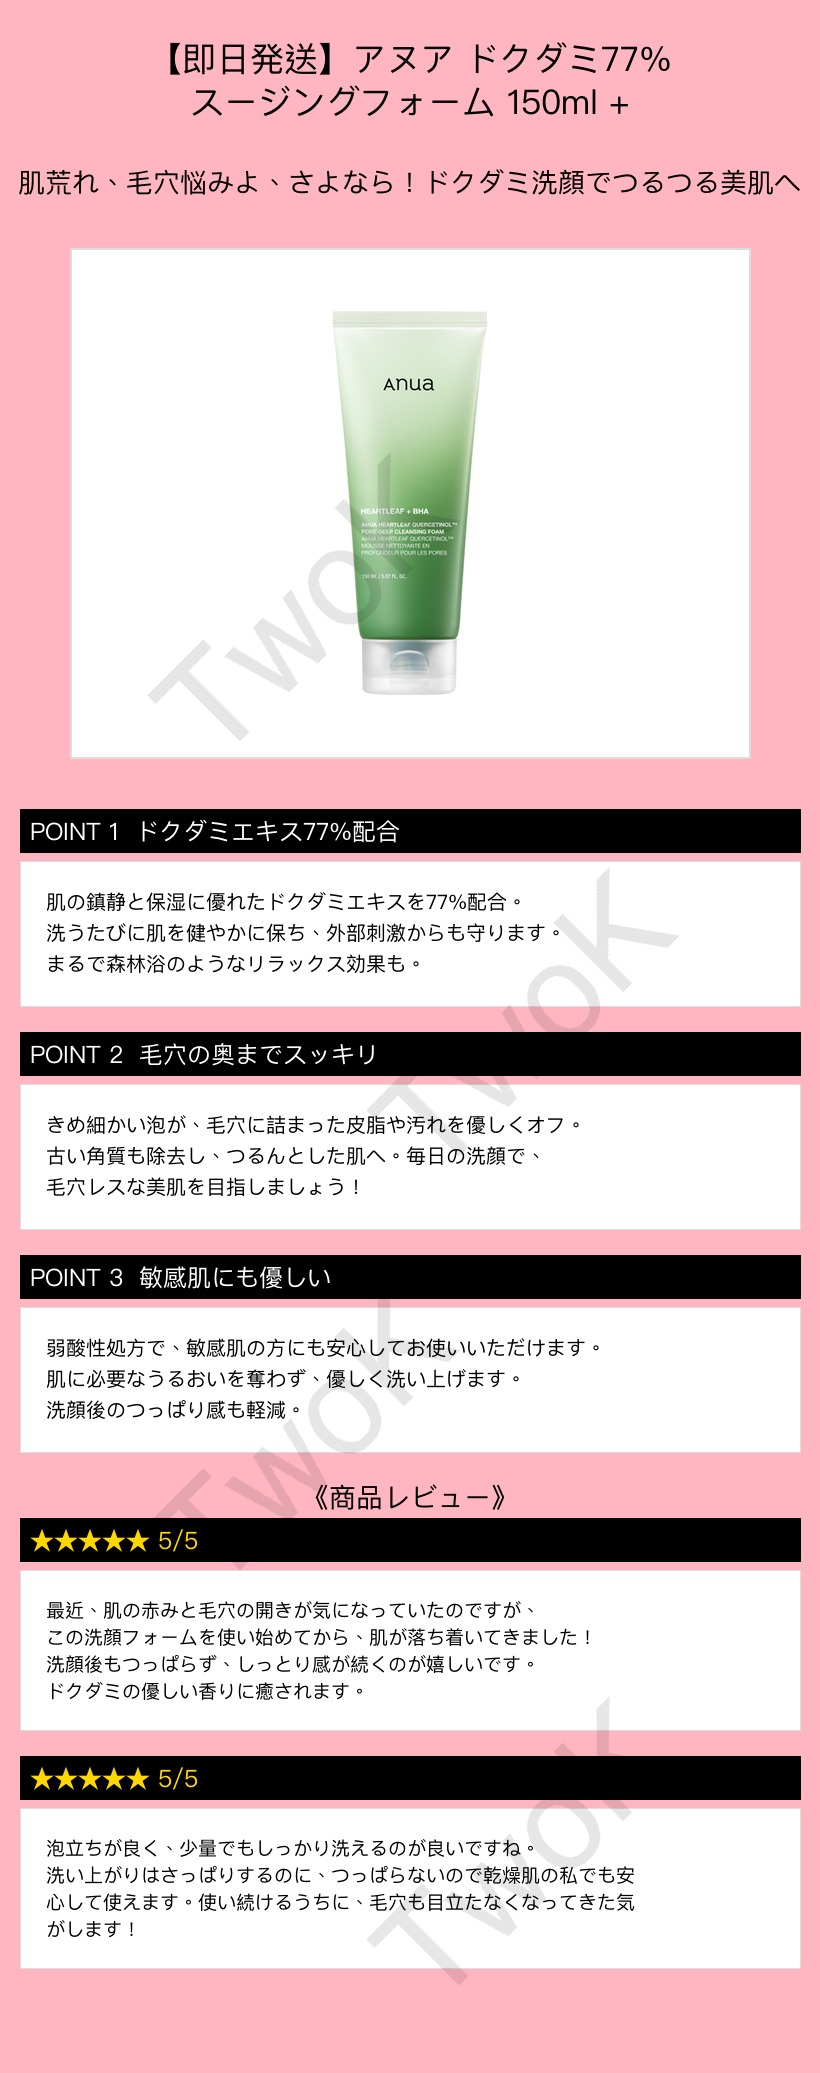 【即日発送】アヌア ドクダミ77%
スージングフォーム 150ml +
肌荒れ、毛穴悩みよ、さよなら！ドクダミ洗顔でつるつる美肌へ
Anua
HEARTLEAF + BHA
ANUA HEARTLEAF QUERCETINOL™
PORE DEEP CLEANSING FOAM
ANUA HEARTLEAF QUERCETINOL™
MOUSSE NETTOYANTE EN
PROFONDEUR POUR LES PORES
150 ML / 5.07 FL. OZ.
TwoK
POINT 1 ドクダミエキス77%配合
肌の鎮静と保湿に優れたドクダミエキスを77%配合。
洗うたびに肌を健やかに保ち、外部刺激からも守ります。
まるで森林浴のようなリラックス効果も。
TwoK
POINT 2 毛穴の奥までスッキリ
きめ細かい泡が、毛穴に詰まった皮脂や汚れを優しくオフ。
古い角質も除去し、つるんとした肌へ。毎日の洗顔で、
毛穴レスな美肌を目指しましょう！
POINT 3 敏感肌にも優しい
弱酸性処方で、敏感肌の方にも安心してお使いいただけます。
肌に必要なうるおいを奪わず、優しく洗い上げます。
洗顔後のつっぱり感も軽減。
TwoK
《商品レビュー》
★★★★★ 5/5
最近、肌の赤みと毛穴の開きが気になっていたのですが、
この洗顔フォームを使い始めてから、肌が落ち着いてきました！
洗顔後もつっぱらず、しっとり感が続くのが嬉しいです。
ドクダミの優しい香りに癒されます。
★★★★★ 5/5
泡立ちが良く、少量でもしっかり洗えるのが良いですね。
洗い上がりはさっぱりするのに、つっぱらないので乾燥肌の私でも安
心して使えます。使い続けるうちに、毛穴も目立たなくなってきた気
がします！
TwoK